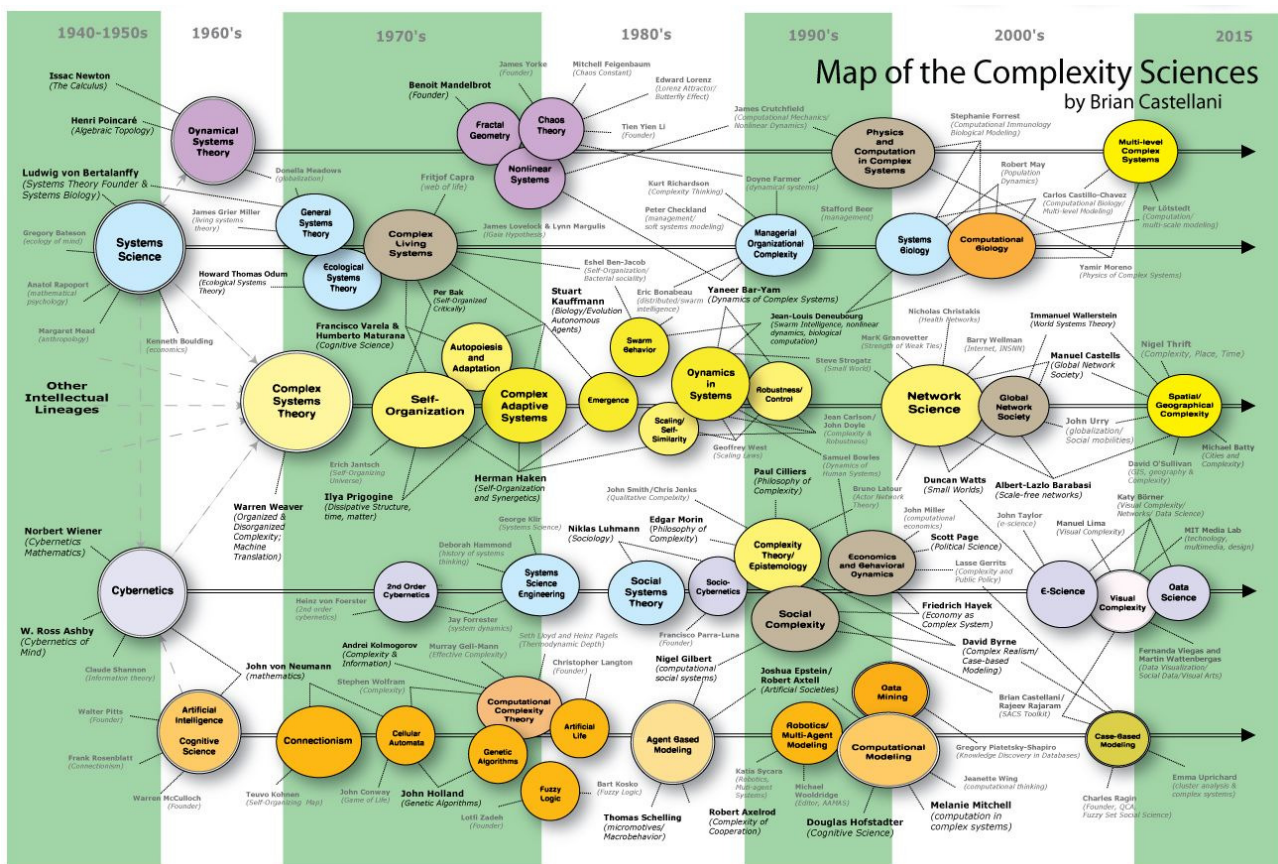 1940-1950s
1960's
1970's
1980's
1990's
2000's
2015
Map of the Complexity Sciences
by Brian Castellani
Issac Newton
(The Calculus)
Henri Poincaré
(Algebraic Topology)
Dynamical
Systems
Theory
Ludwig von Bertalanffy
(Systems Theory Founder &
Systems Biology)
Donella Meadows
(globalization)
Benoit Mandelbrot
(Founder)
James Yorke
(Founder)
Mitchell Feigenbaum
(Chaos Constant)
Edward Lorenz
(Lorenz Attractor/
Butterfly Effect)
Tien Yien Li
(Founder)
Fractal
Geometry
Chaos
Theory
Nonlinear
Systems
James Crutchfield
(Computational Mechanics/
Nonlinear Dynamics)
Physics
and
Computation
in Complex
Systems
Stephanie Forrest
(Computational Immunology
Biological Modeling)
Robert May
(Population
Dynamics)
Multi-level
Complex
Systems
Carlos Castillo-Chavez
(Computational Biology/
Multi-level Modeling)
Per Lötstedt
(Computation/
multi-scale modeling)
Yamir Moreno
(Physics of Complex Systems)
Gregory Bateson
(ecology of mind)
Systems
Science
James Grier Miller
(living systems
theory)
General
Systems
Theory
Fritjof Capra
(web of life)
Complex
Living
Systems
James Lovelock & Lynn Margulis
(Gaia Hypothesis)
Howard Thomas Odum
(Ecological Systems
Theory)
Ecological
Systems
Theory
Kurt Richardson
(Complexity Thinking)
Peter Checkland
(management/
soft systems modeling)
Doyne Farmer
(dynamical systems)
Stafford Beer
(management)
Managerial
Organizational
Complexity
Systems
Biology
Computational
Biology
Anatol Rapoport
(mathematical
psychology)
Margaret Mead
(anthropology)
Kenneth Boulding
(economics)
Other
Intellectual
Lineages
Complex
Systems
Theory
Per Bak
(Self-Organized
Critically)
Francisco Varela &
Humberto Maturana
(Cognitive Science)
Autopoiesis and
Adaptation
Self-
Organization
Complex
Adaptive
Systems
Eshel Ben-Jacob
(Self-Organization/
Bacterial sociality)
Stuart
Kauffmann
(Biology/Evolution
Autonomous
Agents)
Eric Bonabeau
(distributed/swarm
intelligence)
Swarm
Behavior
Emergence
Yaneer Bar-Yam
(Dynamics of Complex Systems)
Jean-Louis Deneubourg
(Swarm Intelligence, nonlinear
dynamics, biological
computation)
Dynamics
in
Systems
Robustness/
Control
Scaling/
Self-
Similarity
Steve Strogatz
(Small World)
Jean Carlson/
John Doyle
(Complexity &
Robustness)
Geoffrey West
(Scaling Laws)
Samuel Bowles
(Dynamics of
Human Systems)
Nicholas Christakis
(Health Networks)
Mark Granovetter
(Strength of Weak Ties)
Barry Wellman
(Internet, INSNN)
Immanuel Wallerstein
(World Systems Theory)
Manuel Castells
(Global Network
Society)
Nigel Thrift
(Complexity, Place, Time)
Network
Science
Global
Network
Society
Spatial/
Geographical
Complexity
John Urry
(globalization/
Social mobilities)
Michael Batty
(Cities and
Complexity)
David O'Sullivan
(GIS, geography &
Complexity)
Duncan Watts
(Small Worlds)
Albert-Lazlo Barabasi
(Scale-free networks)
Katy Börner
(Visual Complexity/
Networks/ Data Science)
Erich Jantsch
(Self-Organizing
Universe)
Ilya Prigogine
(Dissipative Structure,
time, matter)
Herman Haken
(Self-Organization
and Synergetics)
Warren Weaver
(Organized &
Disorganized
Complexity;
Machine
Translation)
Norbert Wiener
(Cybernetics
Mathematics)
Cybernetics
W. Ross Ashby
(Cybernetics of
Mind)
Claude Shannon
(Information theory)
George Klir
(Systems Science)
Deborah Hammond
(history of systems
thinking)
2nd Order
Cybernetics
Systems
Science
Engineering
Heinz von Foerster
(2nd order
cybernetics)
Jay Forrester
(system dynamics)
Niklas Luhmann
(Sociology)
Edgar Morin
(Philosophy of
Complexity)
John Smith/Chris Jenks
(Qualitative Compelxity)
Paul Cilliers
(Philosophy of
Complexity)
Bruno Latour
(Actor Network
Theory)
Social
Systems
Theory
Socio-
Cybernetics
Complexity
Theory/
Epistemology
Social
Complexity
Francisco Parra-Luna
(Founder)
Economics
and Behavioral
Dynamics
John Miller
(computational
economics)
Scott Page
(Political Science)
Lasse Gerrits
(Complexity and
Public Policy)
Friedrich Hayek
(Economy as
Complex System)
David Byrne
(Complex Realism/
Case-based
Modeling)
Brian Castellani/
Rajeev Rajaram
(SACS Toolkit)
John Taylor
(e-science)
Manuel Lima
(Visual Complexity)
MIT Media Lab
(technology,
multimedia, design)
E-Science
Visual
Complexity
Data
Science
Fernanda Viegas and
Martin Wattenbergas
(Data Visualization/
Social Data/Visual Arts)
Walter Pitts
(Founder)
Artificial
Intelligence
Cognitive
Science
Frank Rosenblatt
(Connectionism)
Warren McCulloch
(Founder)
John von Neumann
(mathematics)
Stephen Wolfram
(Complexity)
Connectionism
Cellular
Automata
Teuvo Kohnen
(Self-Organizing Map)
John Conway
(Game of Life)
John Holland
(Genetic Algorithms)
Andrei Kolmogorov
(Complexity &
Information)
Murray Gell-Mann
(Effective Complexity)
Seth Lloyd and Heinz Pagels
(Thermodynamic Depth)
Christopher Langton
(Founder)
Computational
Complexity
Theory
Genetic
Algorithms
Artificial
Life
Fuzzy
Logic
Lotfi Zadeh
(Founder)
Bart Kosko
(Fuzzy Logic)
Nigel Gilbert
(computational
social systems)
Agent Based
Modeling
Thomas Schelling
(micromotives/
Macrobehavior)
Robert Axelrod
(Complexity of
Cooperation)
Joshua Epstein/
Robert Axtell
(Artificial Societies)
Robotics/
Multi-Agent
Modeling
Katia Sycara
(Robotics,
Mun-agent
Systems)
Michael
Wooldridge
(Editor, AAMAS)
Data
Mining
Computational
Modeling
Gregory Piatetsky-Shapiro
(Knowledge Discovery in Databases)
Jeanette Wing
(computational thinking)
Douglas Hofstadter
(Cognitive Science)
Melanie Mitchell
(computation in
complex systems)
Case-Based
Modeling
Charles Ragin
(Founder, QCA,
Fuzzy Set Social Science)
Emma Uprichard
(cluster analysis &
complex systems)